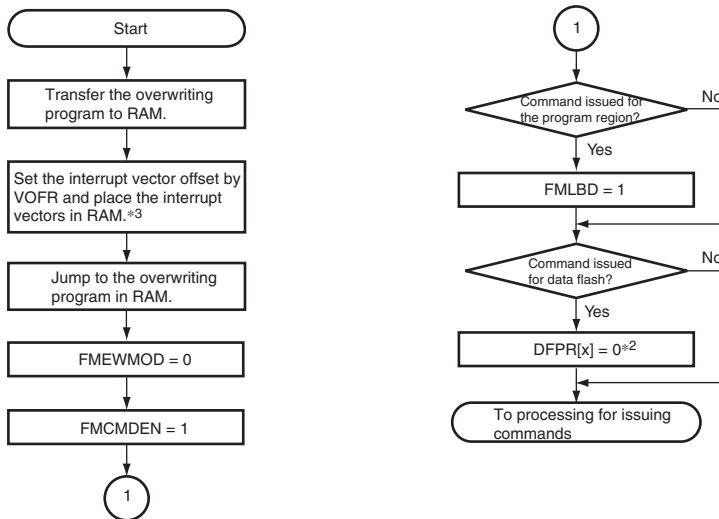 Start
Transfer the overwriting
program to RAM.
Set the interrupt vector offset by
VOFR and place the interrupt
vectors in RAM.*3
Jump to the overwriting
program in RAM.
FMEWMOD = 0
FMCMDEN = 1
1
1
Command issued for
the program region?
No
Yes
FMLBD = 1
Command issued
for data flash?
No
Yes
DFPR[x] = 0*2
To processing for issuing
commands